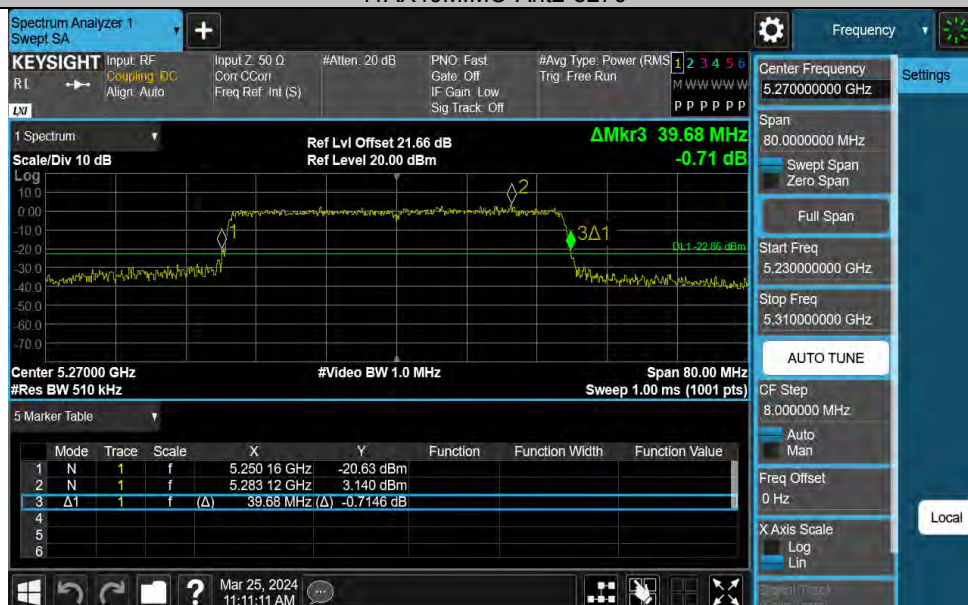 Spectrum Analyzer 1
Swept SA
+
Frequency
KEYSIGHT
RL
LXI
Input: RF
Coupling: DC
Align: Auto
Input Z: 50 Ω
Corr CCorr
Freq Ref: Int (S)
#Atten: 20 dB
PNO: Fast
Gate: Off
IF Gain: Low
Sig Track: Off
#Avg Type: Power (RMS
Trig: Free Run
1 2 3 4 5 6
M W W W W W
P P P P P P
1 Spectrum
Scale/Div 10 dB
Ref Lvl Offset 21.66 dB
Ref Level 20.00 dBm
ΔMkr3 39.68 MHz
-0.71 dB
Log
10.0
0.00
-10.0
-20.0
-30.0
-40.0
-50.0
-60.0
-70.0
1
2
3Δ1
DL1 -22.86 dBm
Center 5.27000 GHz
#Res BW 510 kHz
#Video BW 1.0 MHz
Span 80.00 MHz
Sweep 1.00 ms (1001 pts)
5 Marker Table
Mode Trace Scale X Y Function Function Width Function Value
1 N 1 f 5.250 16 GHz -20.63 dBm
2 N 1 f 5.283 12 GHz 3.140 dBm
3 Δ1 1 f (Δ) 39.68 MHz (Δ) -0.7146 dB
4
5
6
?
Mar 25, 2024
11:11:11 AM
Center Frequency
5.270000000 GHz
Span
80.0000000 MHz
Swept Span
Zero Span
Full Span
Start Freq
5.230000000 GHz
Stop Freq
5.310000000 GHz
AUTO TUNE
CF Step
8.000000 MHz
Auto
Man
Freq Offset
0 Hz
X Axis Scale
Log
Lin
Signal Track
Settings
Local